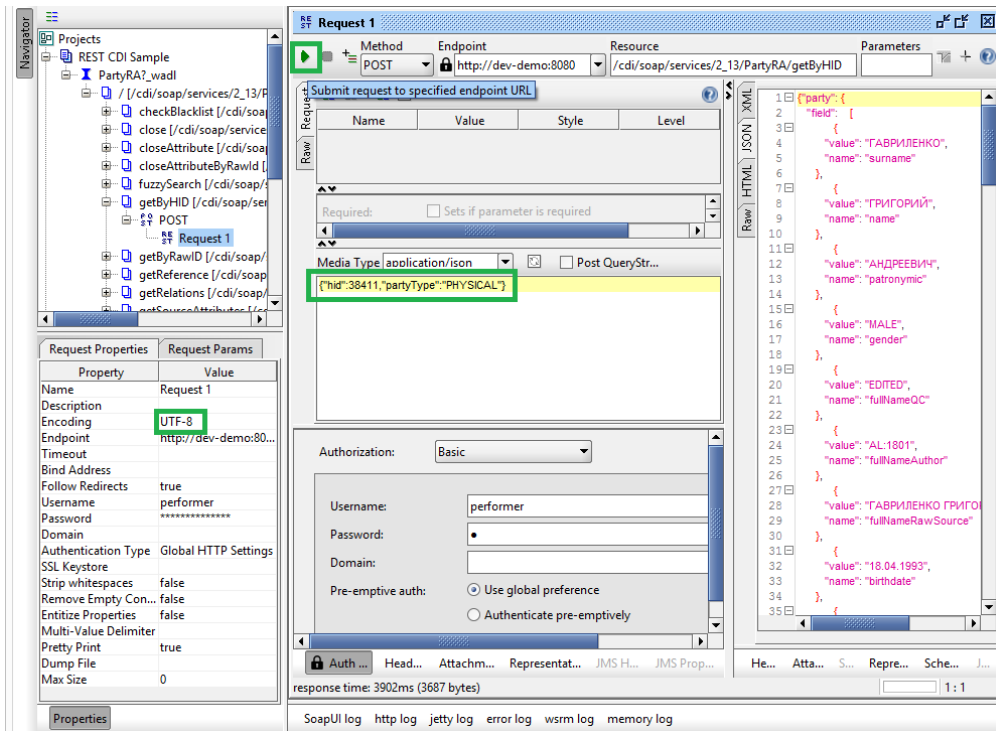 Navigator
Projects
REST CDI Sample
PartyRA?_wadl
/ [/cdi/soap/services/2_13/P
checkBlacklist [/cdi/soa
close [/cdi/soap/service
closeAttribute [/cdi/soa
closeAttributeByRawId [
fuzzySearch [/cdi/soap/s
getByHID [/cdi/soap/ser
POST
Request 1
getByRawID [/cdi/soap/
getReference [/cdi/soap
getRelations [/cdi/soap/
getSourceAttributes [/cd
Request Properties Request Params
Property Value
Name Request 1
Description
Encoding UTF-8
Endpoint http://dev-demo:80...
Timeout
Bind Address
Follow Redirects true
Username performer
Password **************
Domain
Authentication Type Global HTTP Settings
SSL Keystore
Strip whitespaces false
Remove Empty Con... false
Entitize Properties false
Multi-Value Delimiter
Pretty Print true
Dump File
Max Size 0
Properties
REST Request 1
Method Endpoint Resource Parameters
POST http://dev-demo:8080 /cdi/soap/services/2_13/PartyRA/getByHID
Submit request to specified endpoint URL
Request
Raw
Name Value Style Level
Required: Sets if parameter is required
Media Type application/json Post QueryStr...
{"hid":38411,"partyType":"PHYSICAL"}
Authorization: Basic
Username: performer
Password: •
Domain:
Pre-emptive auth: Use global preference
Authenticate pre-emptively
Auth ... Head... Attachm... Representat... JMS H... JMS Prop...
response time: 3902ms (3687 bytes)
XML
JSON
HTML
Raw
1 {"party": {
2 "field": [
3 {
4 "value": "ГАВРИЛЕНКО",
5 "name": "surname"
6 },
7 {
8 "value": "ГРИГОРИЙ",
9 "name": "name"
10 },
11 {
12 "value": "АНДРЕЕВИЧ",
13 "name": "patronymic"
14 },
15 {
16 "value": "MALE",
17 "name": "gender"
18 },
19 {
20 "value": "EDITED",
21 "name": "fullNameQC"
22 },
23 {
24 "value": "AL:1801",
25 "name": "fullNameAuthor"
26 },
27 {
28 "value": "ГАВРИЛЕНКО ГРИГО
29 "name": "fullNameRawSource"
30 },
31 {
32 "value": "18.04.1993",
33 "name": "birthdate"
34 },
35 {
He... Atta... S... Repre... Sche... J...
1 : 1
SoapUI log http log jetty log error log wsrm log memory log